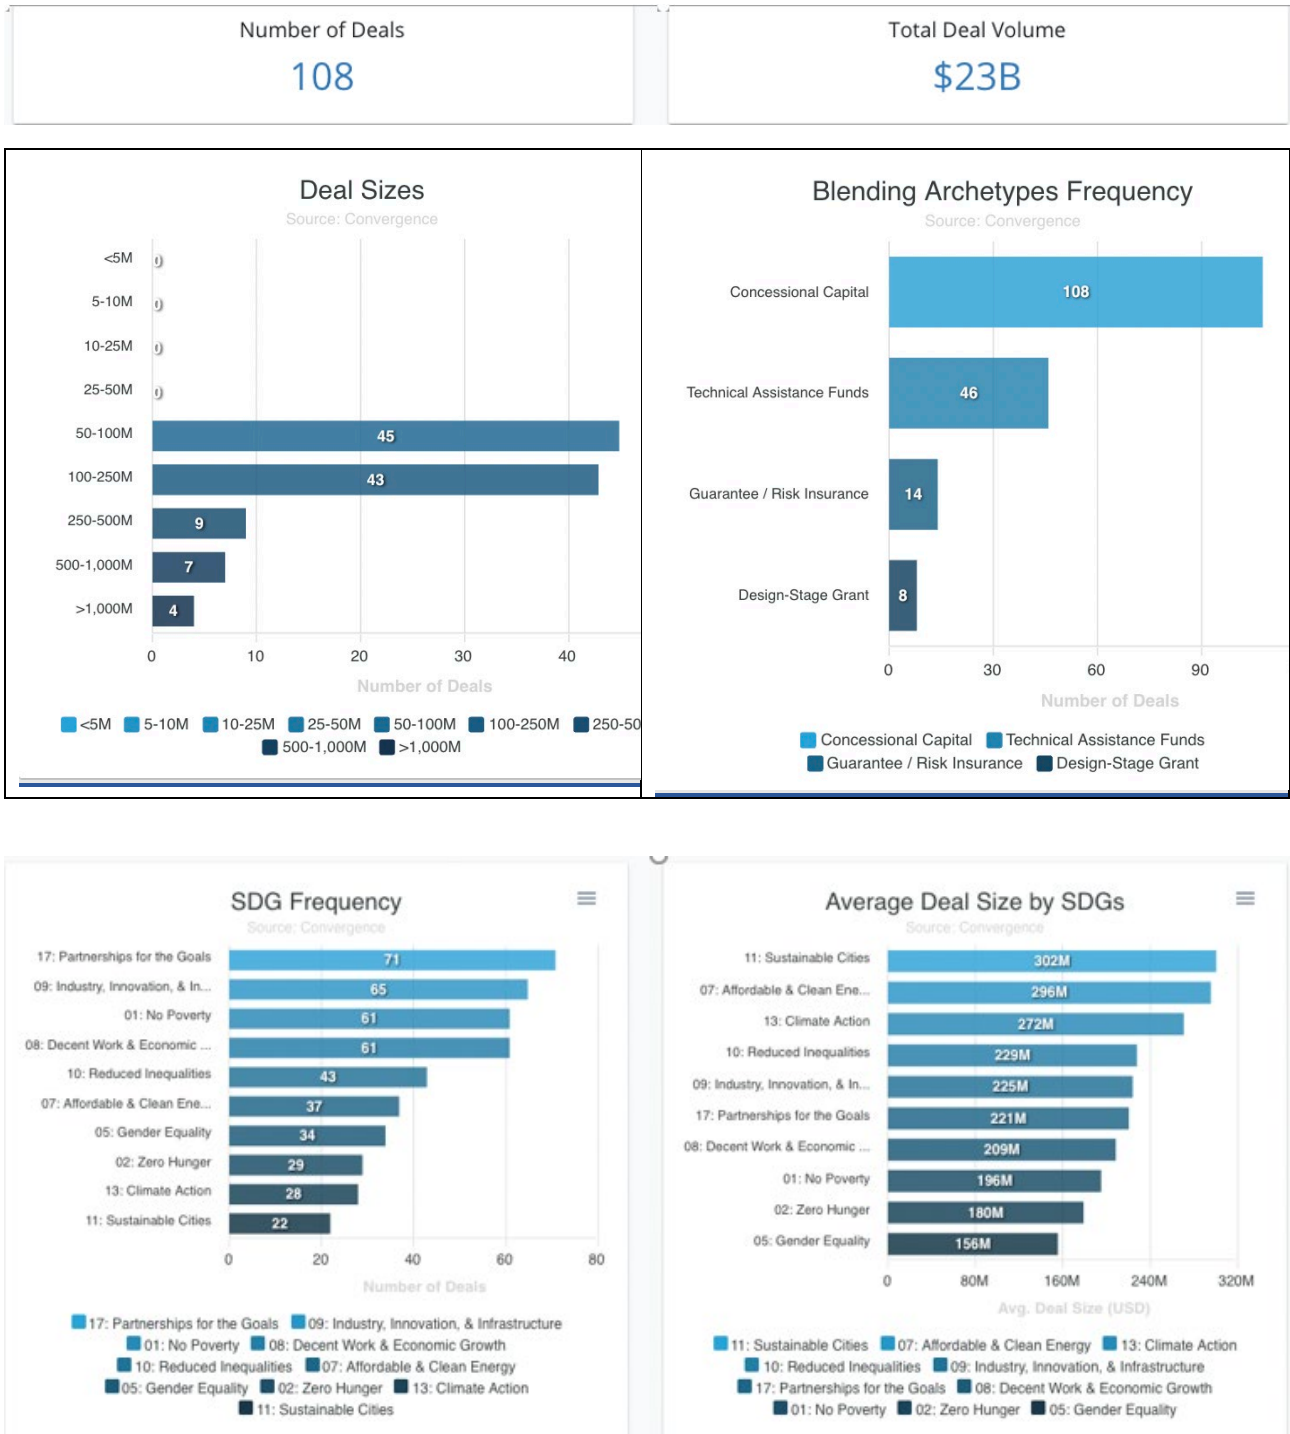 Number of Deals
108
Total Deal Volume
$23B
Deal Sizes
Source: Convergence
<5M
0
5-10M
0
10-25M
0
25-50M
0
50-100M
45
100-250M
43
250-500M
9
500-1,000M
7
>1,000M
4
0 10 20 30 40
Number of Deals
<5M 5-10M 10-25M 25-50M 50-100M 100-250M 250-50
500-1,000M >1,000M
Blending Archetypes Frequency
Source: Convergence
Concessional Capital
108
Technical Assistance Funds
46
Guarantee / Risk Insurance
14
Design-Stage Grant
8
0 30 60 90
Number of Deals
Concessional Capital Technical Assistance Funds
Guarantee / Risk Insurance Design-Stage Grant
SDG Frequency
Source: Convergence
17: Partnerships for the Goals
71
09: Industry, Innovation, & In...
65
01: No Poverty
61
08: Decent Work & Economic ...
61
10: Reduced Inequalities
43
07: Affordable & Clean Ene...
37
05: Gender Equality
34
02: Zero Hunger
29
13: Climate Action
28
11: Sustainable Cities
22
0 20 40 60 80
Number of Deals
17: Partnerships for the Goals 09: Industry, Innovation, & Infrastructure
01: No Poverty 08: Decent Work & Economic Growth
10: Reduced Inequalities 07: Affordable & Clean Energy
05: Gender Equality 02: Zero Hunger 13: Climate Action
11: Sustainable Cities
Average Deal Size by SDGs
Source: Convergence
11: Sustainable Cities
302M
07: Affordable & Clean Ene...
296M
13: Climate Action
272M
10: Reduced Inequalities
229M
09: Industry, Innovation, & In...
225M
17: Partnerships for the Goals
221M
08: Decent Work & Economic ...
209M
01: No Poverty
196M
02: Zero Hunger
180M
05: Gender Equality
156M
0 80M 160M 240M 320M
Avg. Deal Size (USD)
11: Sustainable Cities 07: Affordable & Clean Energy 13: Climate Action
10: Reduced Inequalities 09: Industry, Innovation, & Infrastructure
17: Partnerships for the Goals 08: Decent Work & Economic Growth
01: No Poverty 02: Zero Hunger 05: Gender Equality